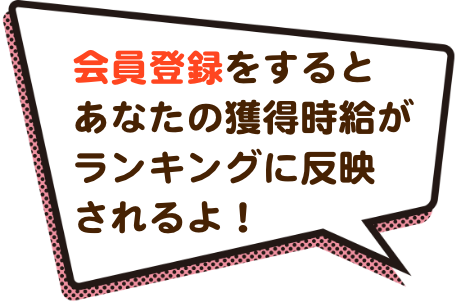 会員登録をすると
あなたの獲得時給が
ランキングに反映
されるよ！